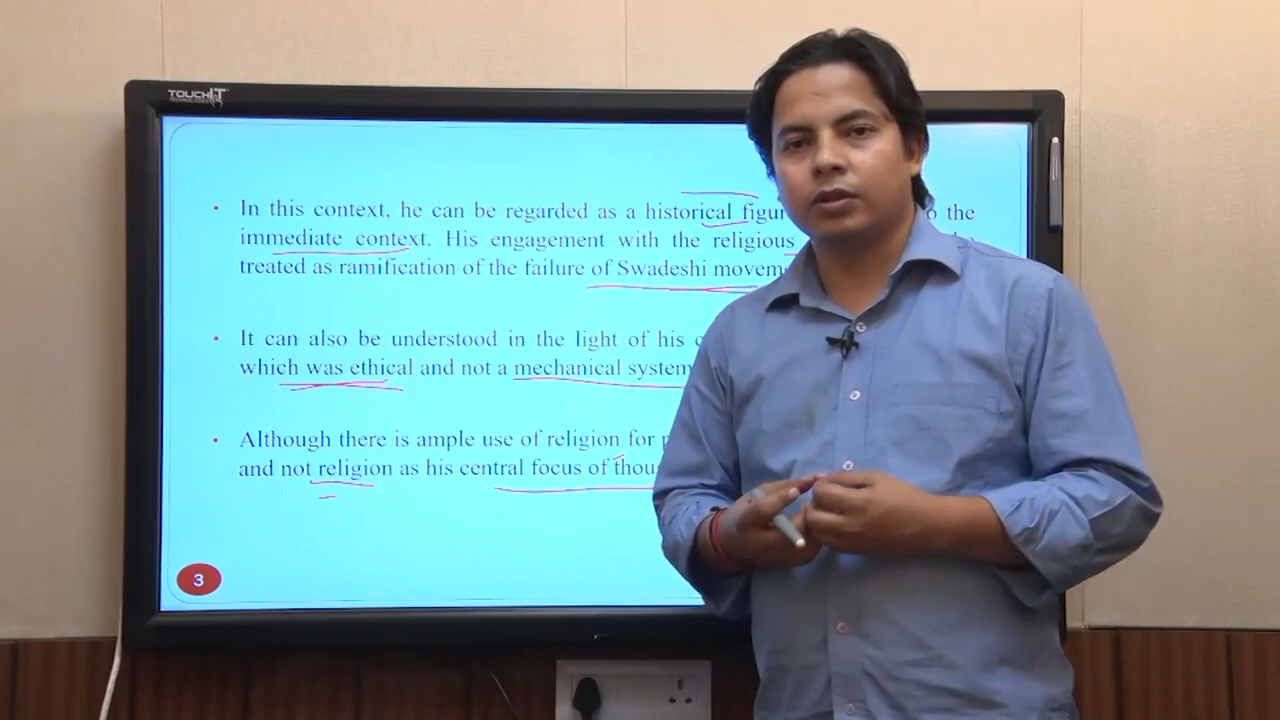 TOUCHIT
TECHNOLOGIES
In this context, he can be regarded as a historical the
immediate context. His engagement with the religious
treated as ramification of the failure of Swadeshi
It can also be understood in the light of his
which was ethical and not a mechanical system
Although there is ample use of religion for
and not religion as his central focus of
3